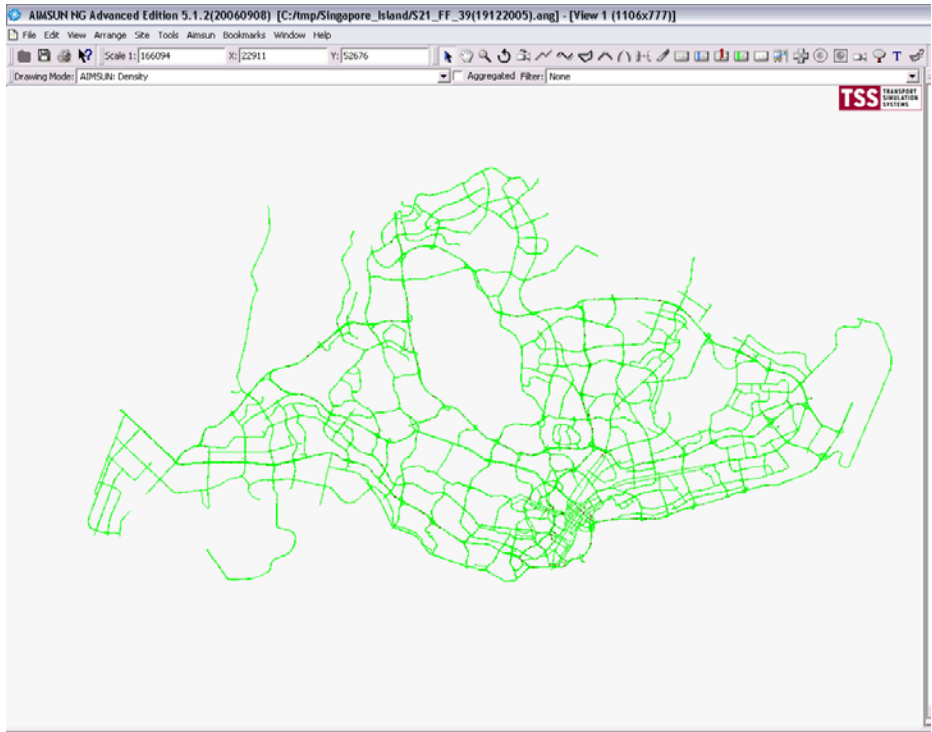 AIMSUN NG Advanced Edition 5.1.2(20060908) [C:/tmp/Singapore_Island/S21_FF_39(19122005).ang] - [View 1 (1106x777)]
File Edit View Arrange Site Tools Aimsun Bookmarks Window Help
Scale 1: 166094 X: 22911 Y: 52676
Drawing Mode: AIMSUN: Density Aggregated Filter: None
TSS TRANSPORT SIMULATION SYSTEMS